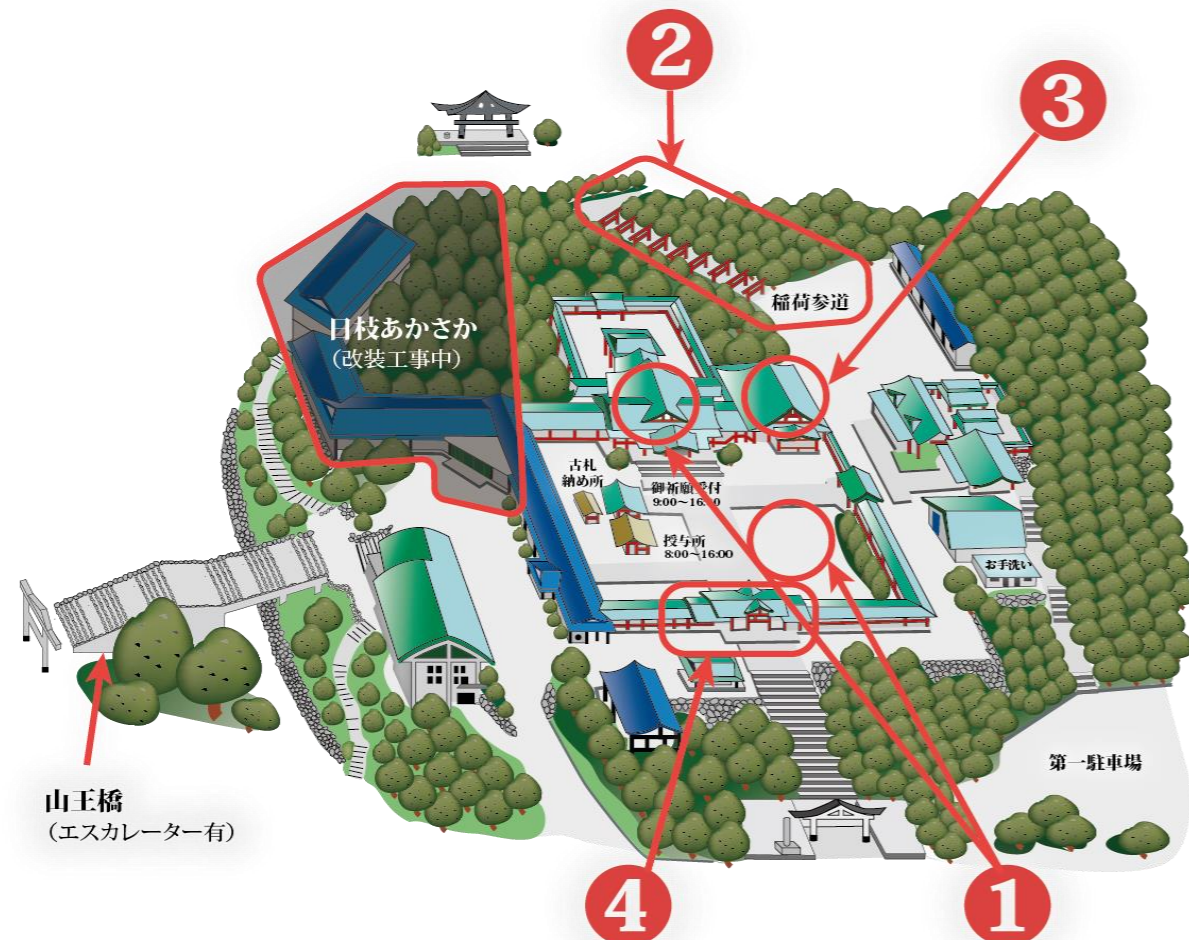 2
3
稲荷参道
日枝あかさか
(改装工事中)
古札
納め所
御祈願受付
9:00～16:00
授与所
8:00～16:00
お手洗い
山王橋
(エスカレーター有)
第一駐車場
4
1